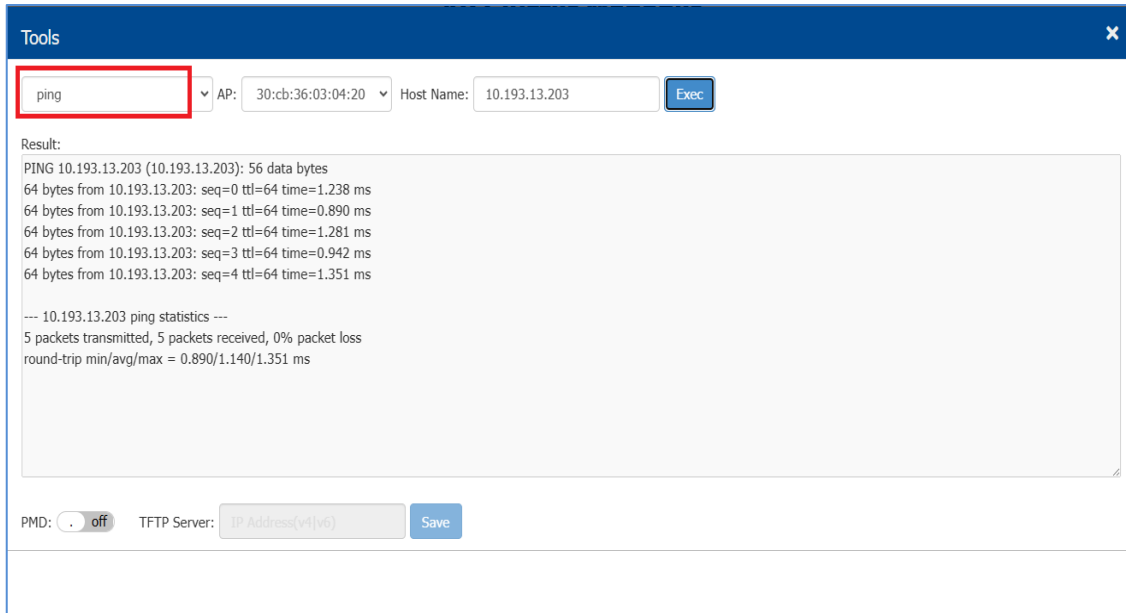 Tools
ping AP: 30:cb:36:03:04:20 Host Name: 10.193.13.203 Exec
Result:
PING 10.193.13.203 (10.193.13.203): 56 data bytes
64 bytes from 10.193.13.203: seq=0 ttl=64 time=1.238 ms
64 bytes from 10.193.13.203: seq=1 ttl=64 time=0.890 ms
64 bytes from 10.193.13.203: seq=2 ttl=64 time=1.281 ms
64 bytes from 10.193.13.203: seq=3 ttl=64 time=0.942 ms
64 bytes from 10.193.13.203: seq=4 ttl=64 time=1.351 ms
--- 10.193.13.203 ping statistics ---
5 packets transmitted, 5 packets received, 0% packet loss
round-trip min/avg/max = 0.890/1.140/1.351 ms
PMD: . off TFTP Server: IP Address(v4|v6) Save